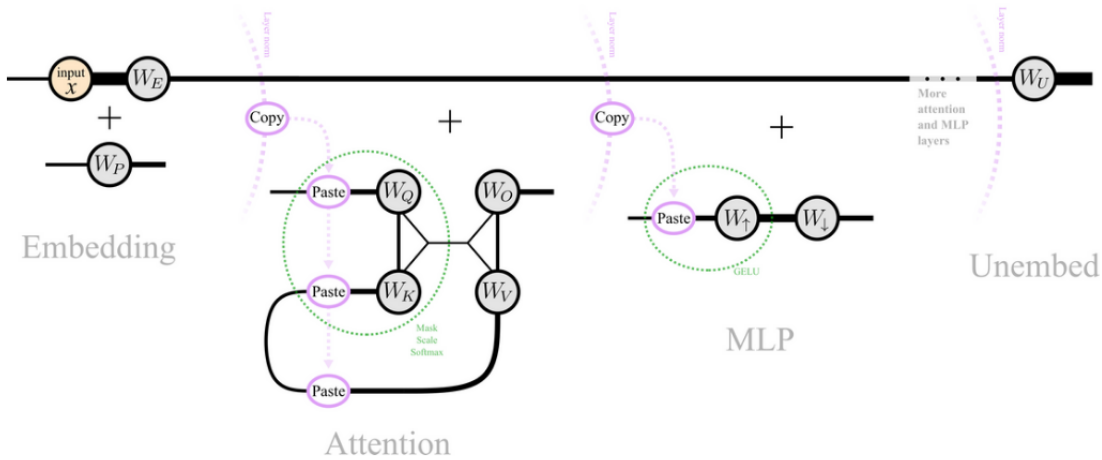 Layer norm
Layer norm
Layer norm
input
x
W_E
W_U
More
attention
and MLP
layers
Copy
Copy
+
+
+
W_P
Paste
W_Q
W_O
Paste
W_↑
W_↓
GELU
Embedding
Unembed
Paste
W_K
W_V
Mask
Scale
Softmax
MLP
Paste
Attention